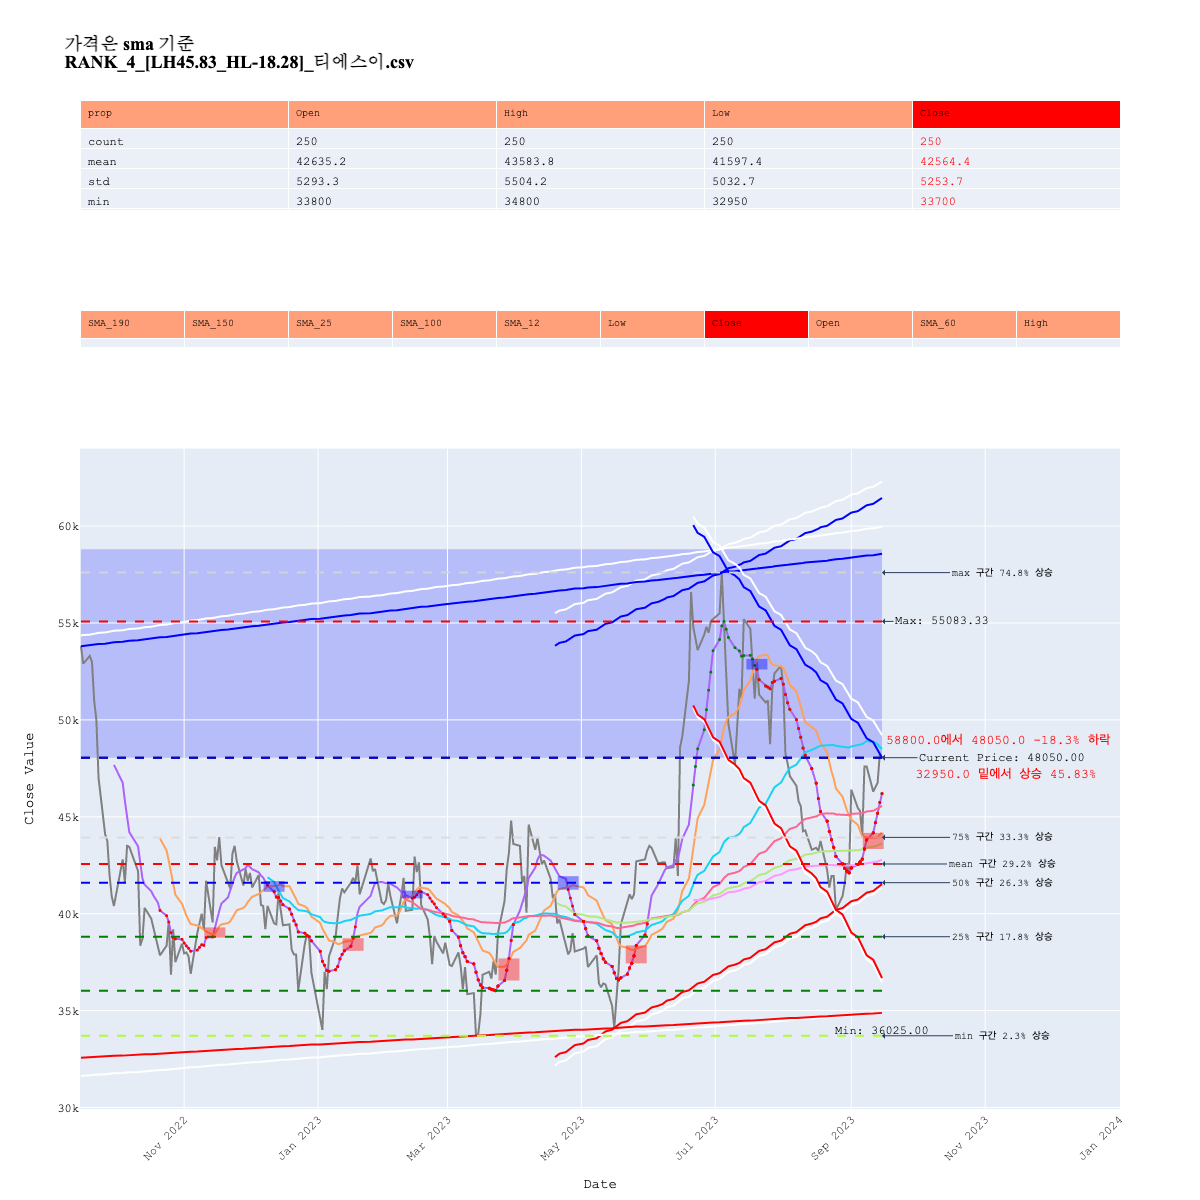 가격은 sma 기준
RANK_4_[LH45.83_HL-18.28]_티에스이.csv
prop Open High Low Close
count 250 250 250 250
mean 42635.2 43583.8 41597.4 42564.4
std 5293.3 5504.2 5032.7 5253.7
min 33800 34800 32950 33700
SMA_190 SMA_150 SMA_25 SMA_100 SMA_12 Low Close Open SMA_60 High
60k
max 구간 74.8% 상승
55k
Max: 55083.33
50k
58800.0에서 48050.0 -18.3% 하락
Current Price: 48050.00
32950.0 밑에서 상승 45.83%
45k
75% 구간 33.3% 상승
mean 구간 29.2% 상승
50% 구간 26.3% 상승
40k
25% 구간 17.8% 상승
35k
Min: 36025.00
min 구간 2.3% 상승
30k
Close Value
Nov 2022 Jan 2023 Mar 2023 May 2023 Jul 2023 Sep 2023 Nov 2023 Jan 2024
Date